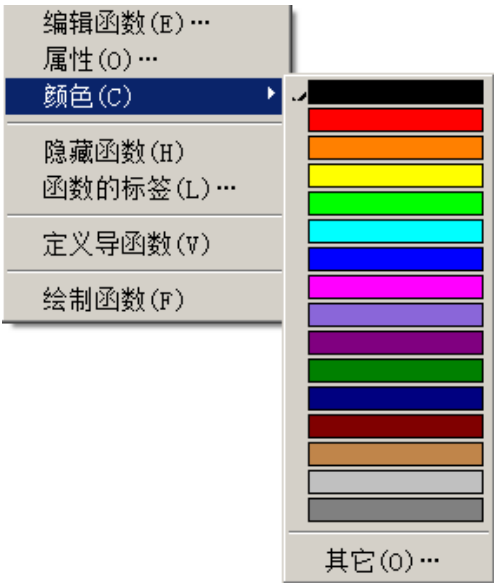 编辑函数(E)…
属性(O)…
颜色(C)
隐藏函数(H)
函数的标签(L)…
定义导函数(V)
绘制函数(F)
其它(O)…